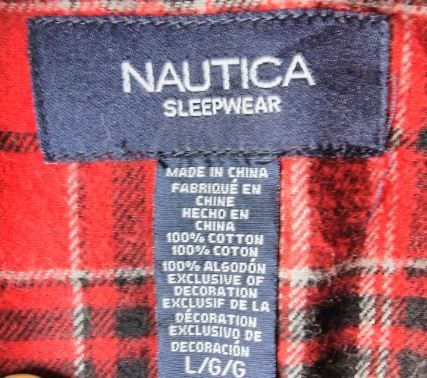 NAUTICA
SLEEPWEAR
MADE IN CHINA
FABRIQUÉ EN
CHINE
HECHO EN
CHINA
100% COTTON
100% COTON
100% ALGODÓN
EXCLUSIVE OF
DECORATION
EXCLUSIF DE LA
DÉCORATION
EXCLUSIVO DE
DECORACIÓN
L/G/G